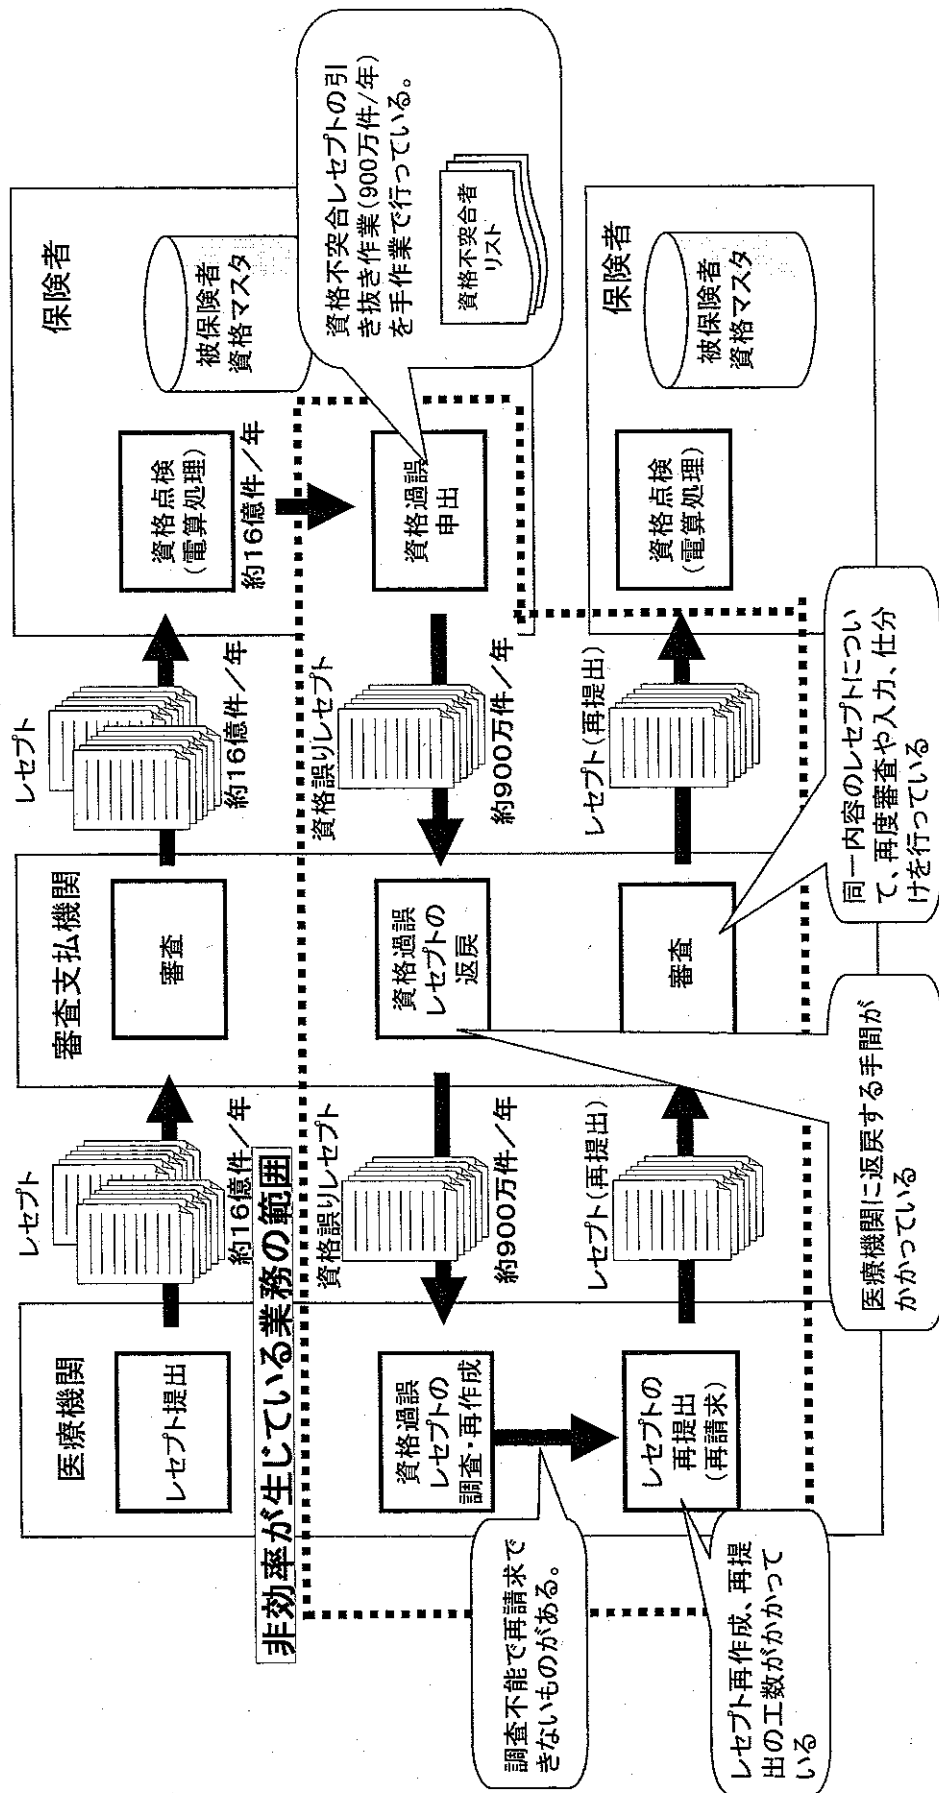 医療機関
審査支払機関
保険者
レセプト提出
レセプト
約16億件/年
審査
レセプト
約16億件/年
資格点検
(電算処理)
約16億件/年
被保険者
資格マスタ
非効率が生じている業務の範囲
資格過誤
申出
資格不突合レセプトの引
き抜き作業(900万件/年)
を手作業で行っている。
資格不突合者
リスト
資格誤りレセプト
約900万件/年
資格過誤
レセプトの
返戻
資格誤りレセプト
約900万件/年
資格過誤
レセプトの
調査・再作成
調査不能で再請求で
きないものがある。
レセプトの
再提出
(再請求)
レセプト(再提出)
審査
レセプト(再提出)
保険者
資格点検
(電算処理)
被保険者
資格マスタ
レセプト再作成、再提
出の工数がかかって
いる
医療機関に返戻する手間が
かかっている
同一内容のレセプトについ
て、再度審査や入力、仕分
けを行っている